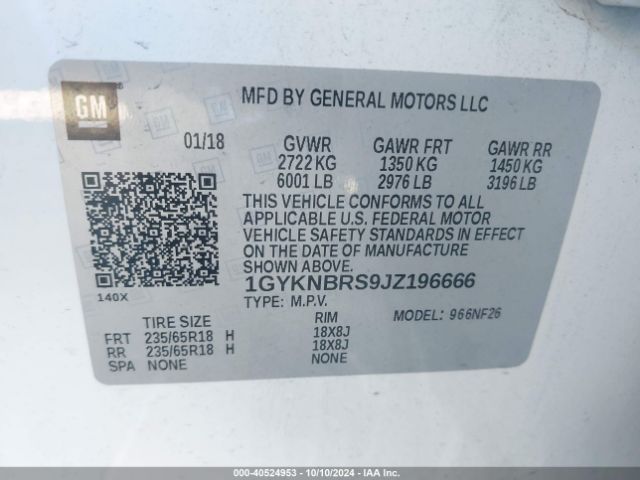 GM
®
MFD BY GENERAL MOTORS LLC
01/18 GVWR GAWR FRT GAWR RR
2722 KG 1350 KG 1450 KG
6001 LB 2976 LB 3196 LB
THIS VEHICLE CONFORMS TO ALL
APPLICABLE U.S. FEDERAL MOTOR
VEHICLE SAFETY STANDARDS IN EFFECT
ON THE DATE OF MANUFACTURE
SHOWN ABOVE.
140X
1GYKNBRS9JZ196666
TYPE: M.P.V.
MODEL: 966NF26
TIRE SIZE RIM
FRT 235/65R18 H 18X8J
RR 235/65R18 H 18X8J
SPA NONE NONE
000-40524953 - 10/10/2024 - IAA, Inc.